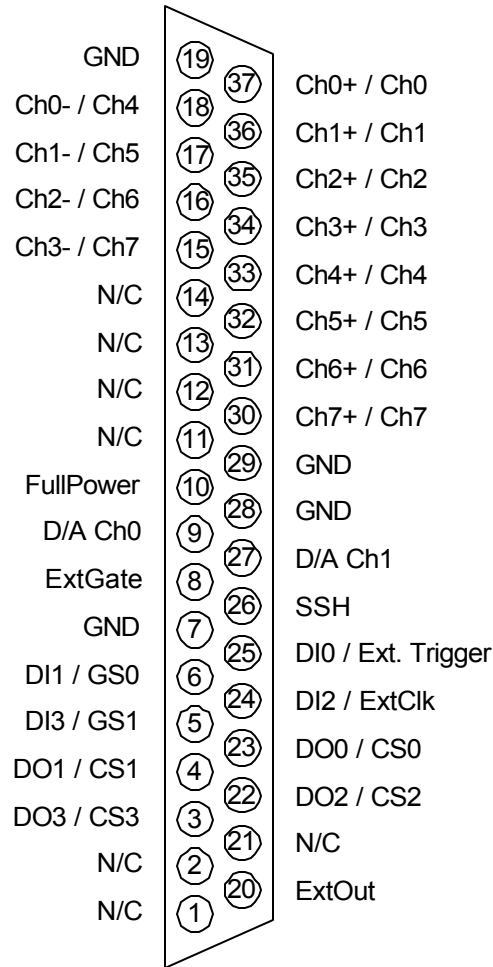 GND 19
37 Ch0+ / Ch0
Ch0- / Ch4 18
36 Ch1+ / Ch1
Ch1- / Ch5 17
35 Ch2+ / Ch2
Ch2- / Ch6 16
34 Ch3+ / Ch3
Ch3- / Ch7 15
33 Ch4+ / Ch4
N/C 14
32 Ch5+ / Ch5
N/C 13
31 Ch6+ / Ch6
N/C 12
30 Ch7+ / Ch7
N/C 11
29 GND
FullPower 10
28 GND
D/A Ch0 9
27 D/A Ch1
ExtGate 8
26 SSH
GND 7
25 DI0 / Ext. Trigger
DI1 / GS0 6
24 DI2 / ExtClk
DI3 / GS1 5
23 DO0 / CS0
DO1 / CS1 4
22 DO2 / CS2
DO3 / CS3 3
21 N/C
N/C 2
20 ExtOut
N/C 1